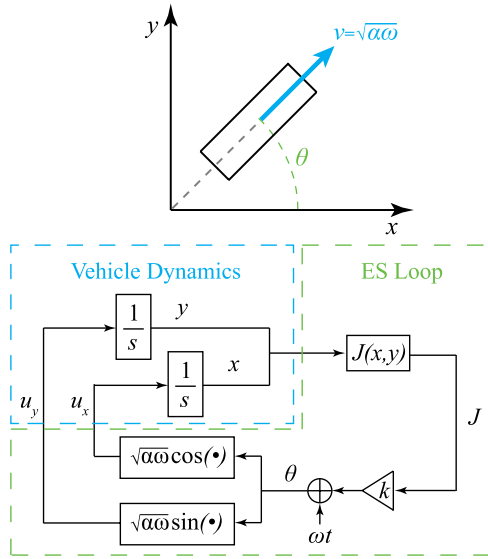 y
v=√αω
θ
x
Vehicle Dynamics
ES Loop
1/s
y
1/s
x
J(x,y)
u_y
u_x
J
√αω cos(•)
θ
k
√αω sin(•)
ωt